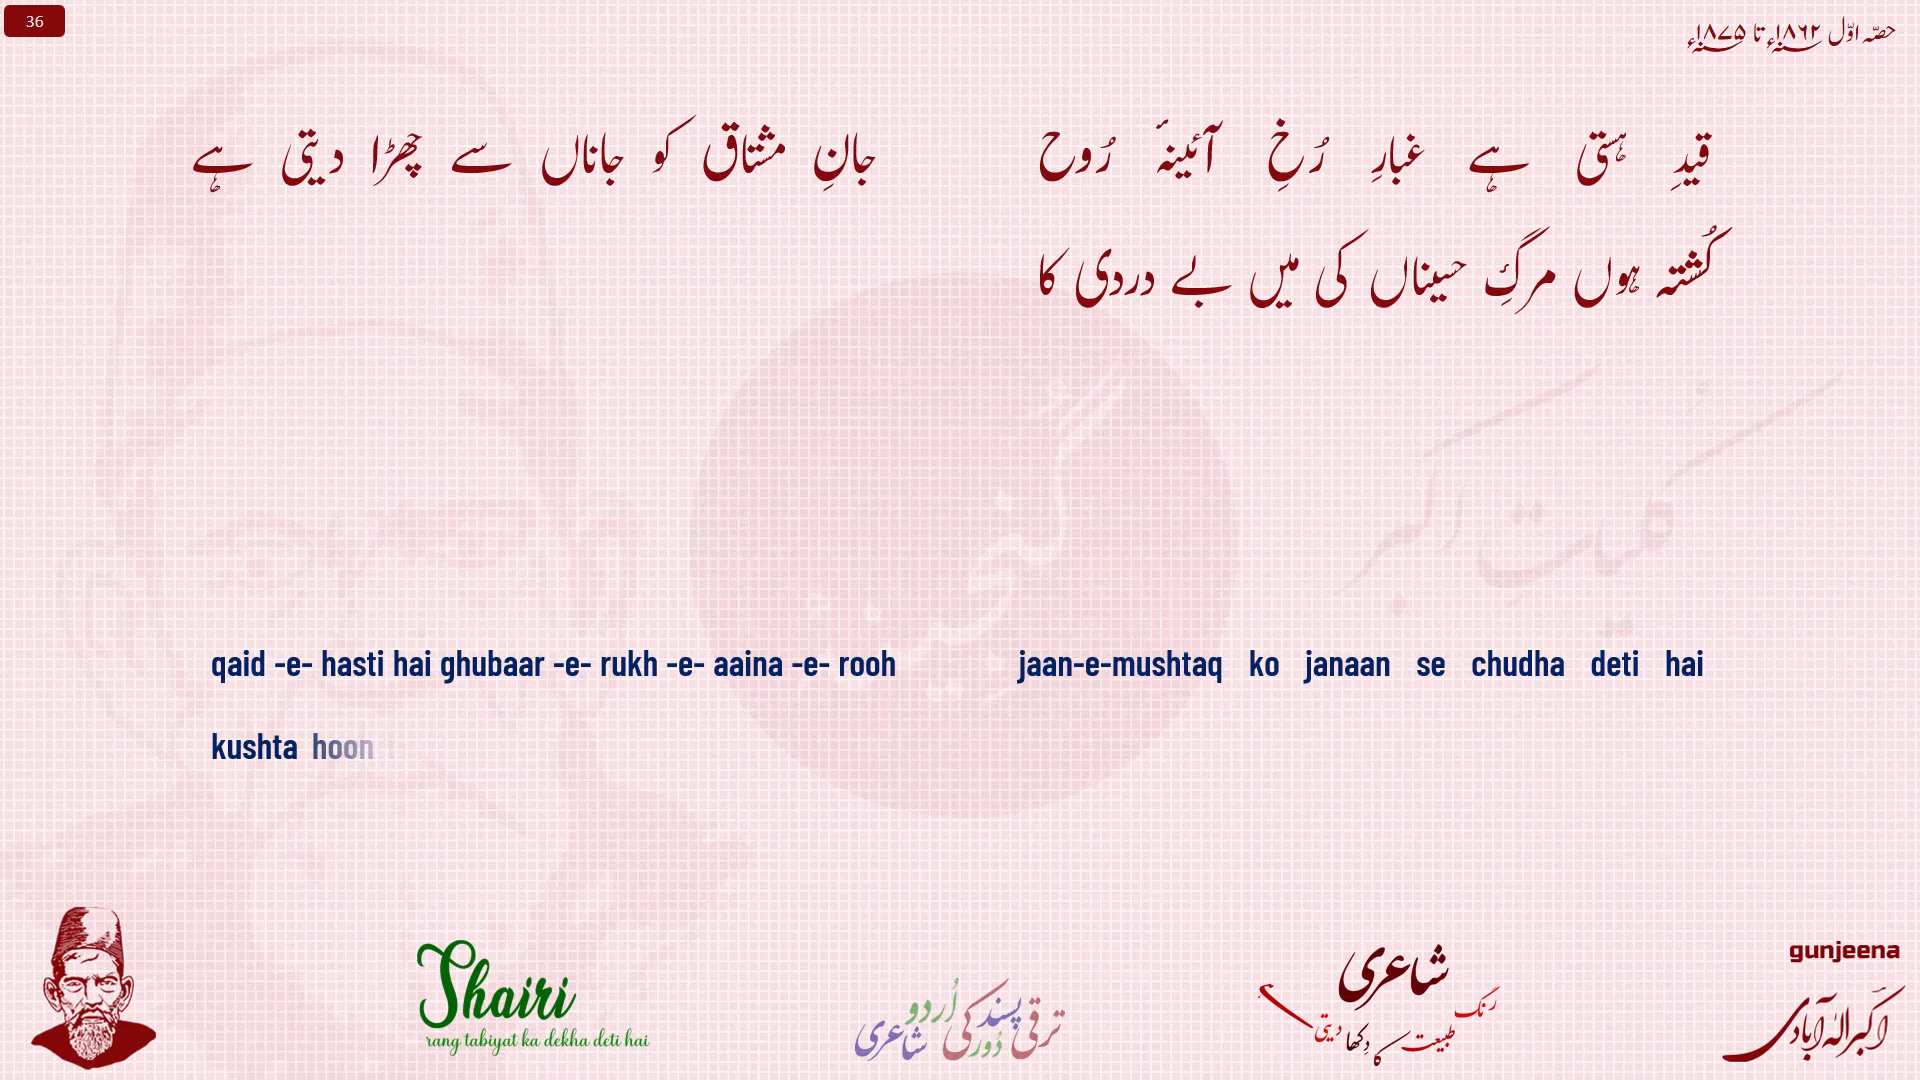 36
حصّہ اوّل ۱۸۶۲ء تا ۱۸۷۵ء
قیدِ ہستی ہے غبارِ رُخِ آئینۂ رُوح جانِ مشتاق کو جاناں سے چھڑا دیتی ہے
کُشتہ ہوں مرگِ حسیناں کی میں بے دردی کا
کلیاتِ اکبر
qaid -e- hasti hai ghubaar -e- rukh -e- aaina -e- rooh jaan-e-mushtaq ko janaan se chudha deti hai
kushta hoon
Shairi
rang tabiyat ka dekha deti hai
ترقی پسند دور کی اُردو شاعری
شاعری
رنگ طبیعت کا دِکھا دیتی
gunjeena
اکبر الہٰ آبادی